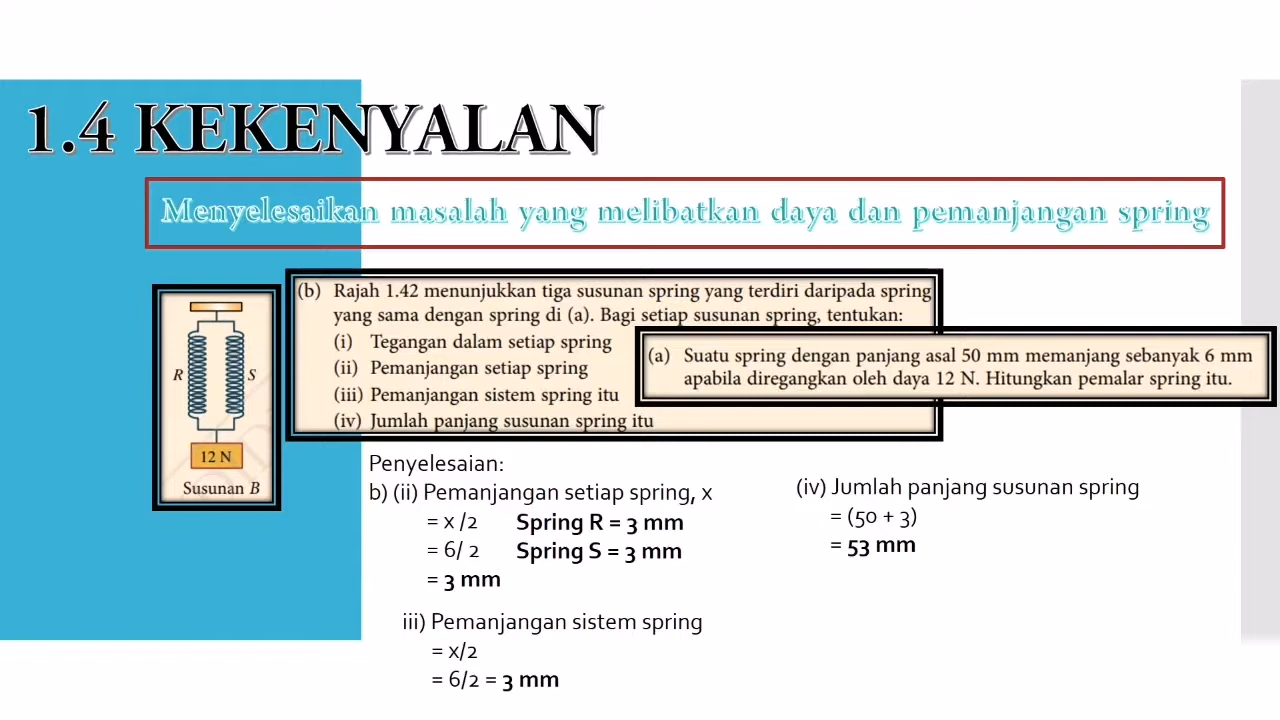 1.4 KEKENYALAN
Menyelesaikan masalah yang melibatkan daya dan pemanjangan spring
R
S
12 N
Susunan B
(b) Rajah 1.42 menunjukkan tiga susunan spring yang terdiri daripada spring
yang sama dengan spring di (a). Bagi setiap susunan spring, tentukan:
(i) Tegangan dalam setiap spring
(ii) Pemanjangan setiap spring
(iii) Pemanjangan sistem spring itu
(iv) Jumlah panjang susunan spring itu
(a) Suatu spring dengan panjang asal 50 mm memanjang sebanyak 6 mm
apabila diregangkan oleh daya 12 N. Hitungkan pemalar spring itu.
Penyelesaian:
b) (ii) Pemanjangan setiap spring, x
= x /2 Spring R = 3 mm
= 6/ 2 Spring S = 3 mm
= 3 mm
iii) Pemanjangan sistem spring
= x/2
= 6/2 = 3 mm
(iv) Jumlah panjang susunan spring
= (50 + 3)
= 53 mm